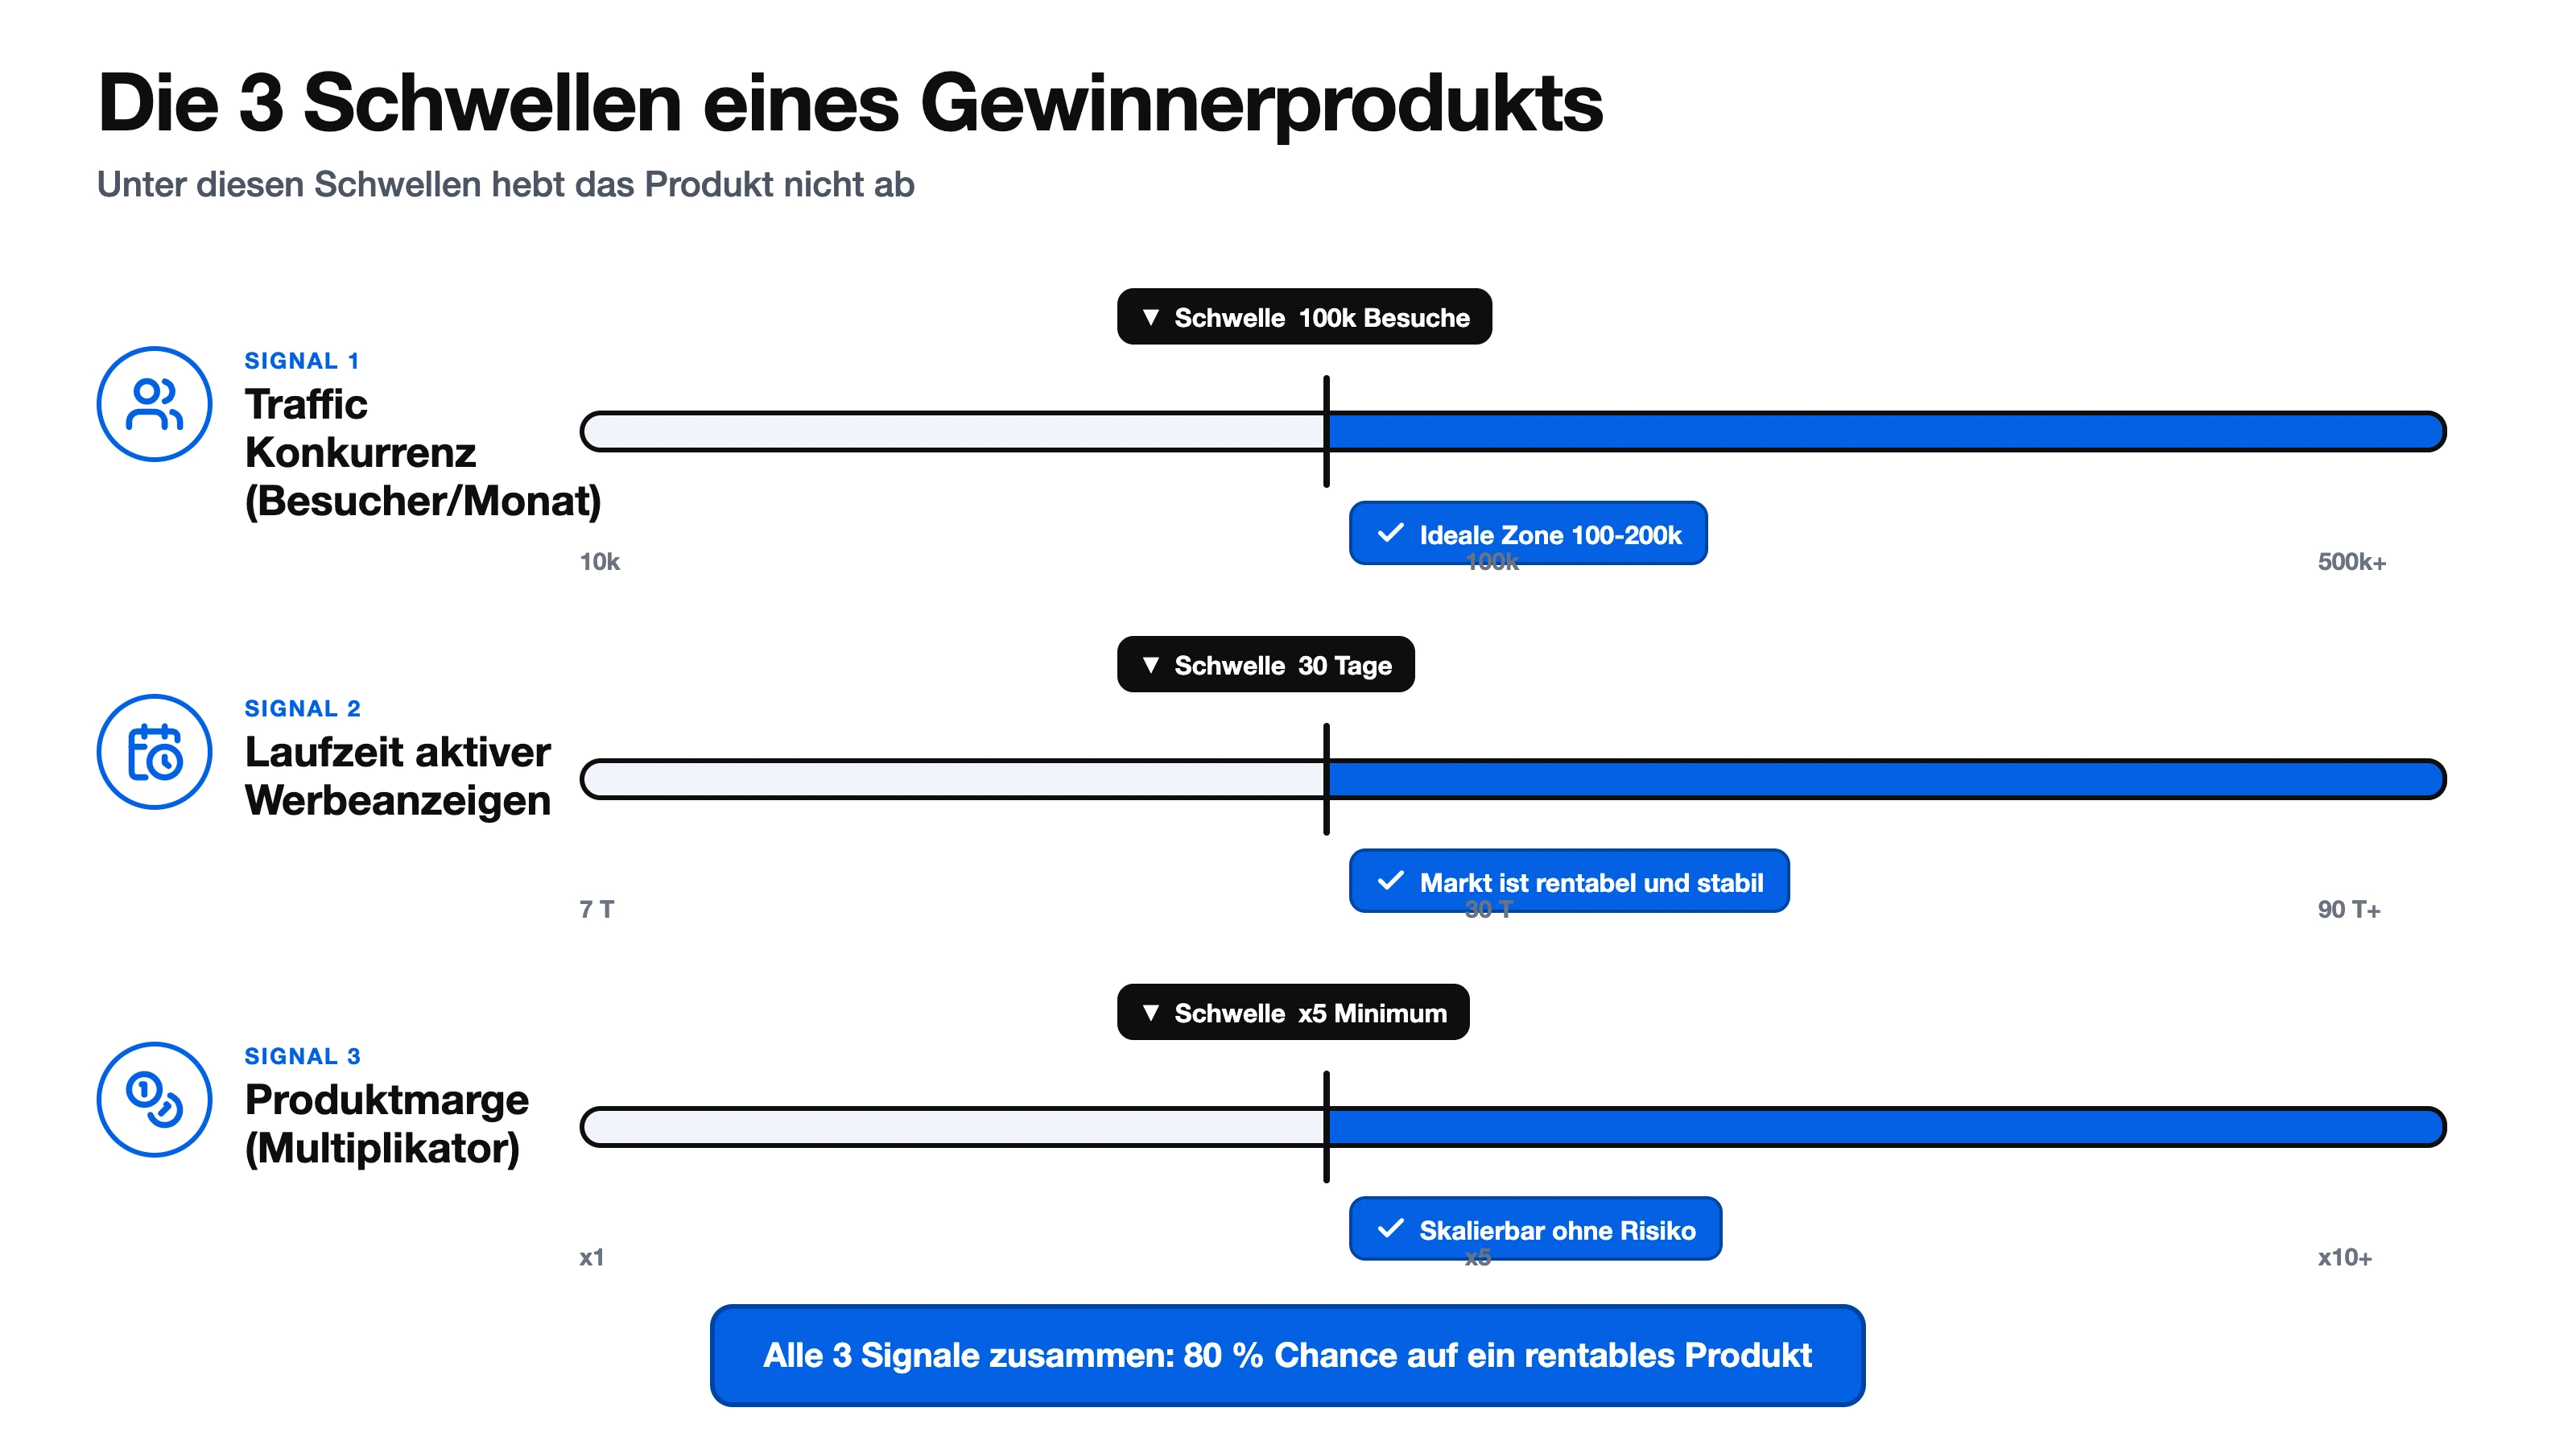 Die 3 Schwellen eines Gewinnerprodukts
Unter diesen Schwellen hebt das Produkt nicht ab
▼ Schwelle 100k Besuche
SIGNAL 1
Traffic
Konkurrenz
(Besucher/Monat)
Ideale Zone 100-200k
10k 100k 500k+
▼ Schwelle 30 Tage
SIGNAL 2
Laufzeit aktiver
Werbeanzeigen
Markt ist rentabel und stabil
7 T 30 T 90 T+
▼ Schwelle x5 Minimum
SIGNAL 3
Produktmarge
(Multiplikator)
Skalierbar ohne Risiko
x1 x5 x10+
Alle 3 Signale zusammen: 80 % Chance auf ein rentables Produkt